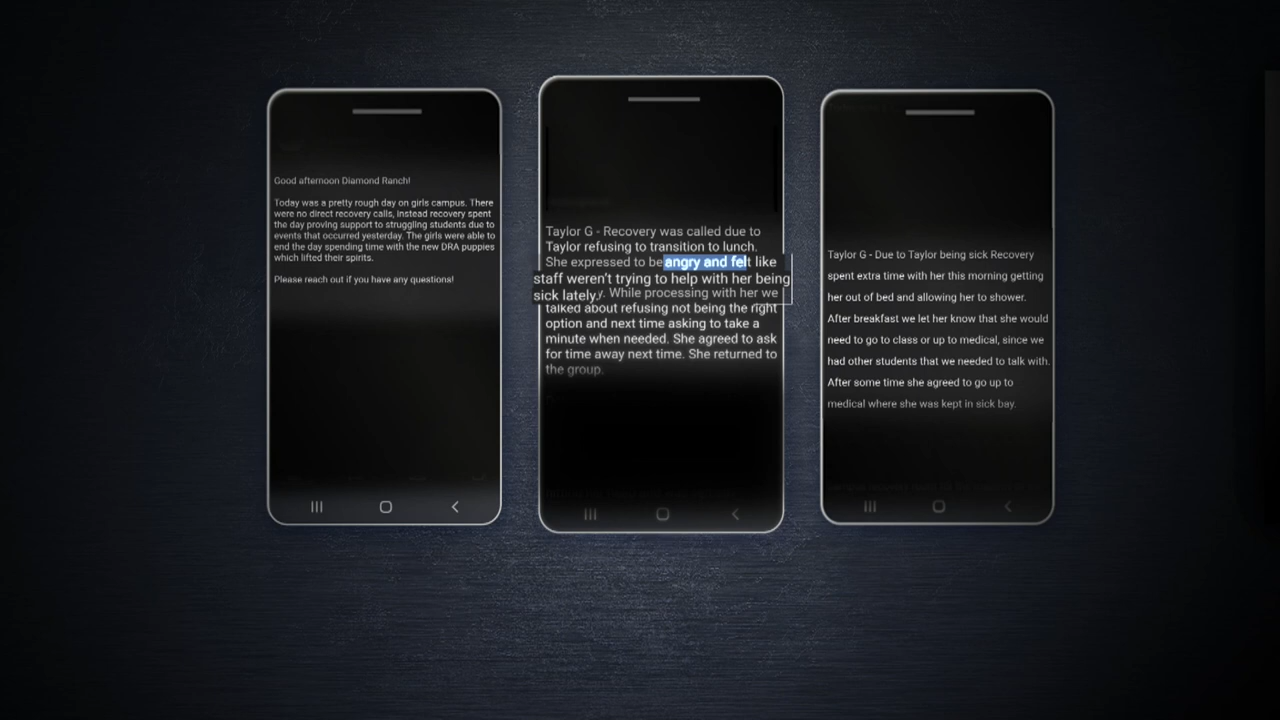 Good afternoon Diamond Ranch!
Today was a pretty rough day on girls campus. There
were no direct recovery calls, instead recovery spent
the day proving support to struggling students due to
events that occurred yesterday. The girls were able to
end the day spending time with the new DRA puppies
which lifted their spirits.
Please reach out if you have any questions!
Taylor G - Recovery was called due to
Taylor refusing to transition to lunch.
She expressed to be angry and felt like
staff weren't trying to help with her being
sick lately. While processing with her we
talked about refusing not being the right
option and next time asking to take a
minute when needed. She agreed to ask
for time away next time. She returned to
the group.
Taylor G - Due to Taylor being sick Recovery
spent extra time with her this morning getting
her out of bed and allowing her to shower.
After breakfast we let her know that she would
need to go to class or up to medical, since we
had other students that we needed to talk with.
After some time she agreed to go up to
medical where she was kept in sick bay.